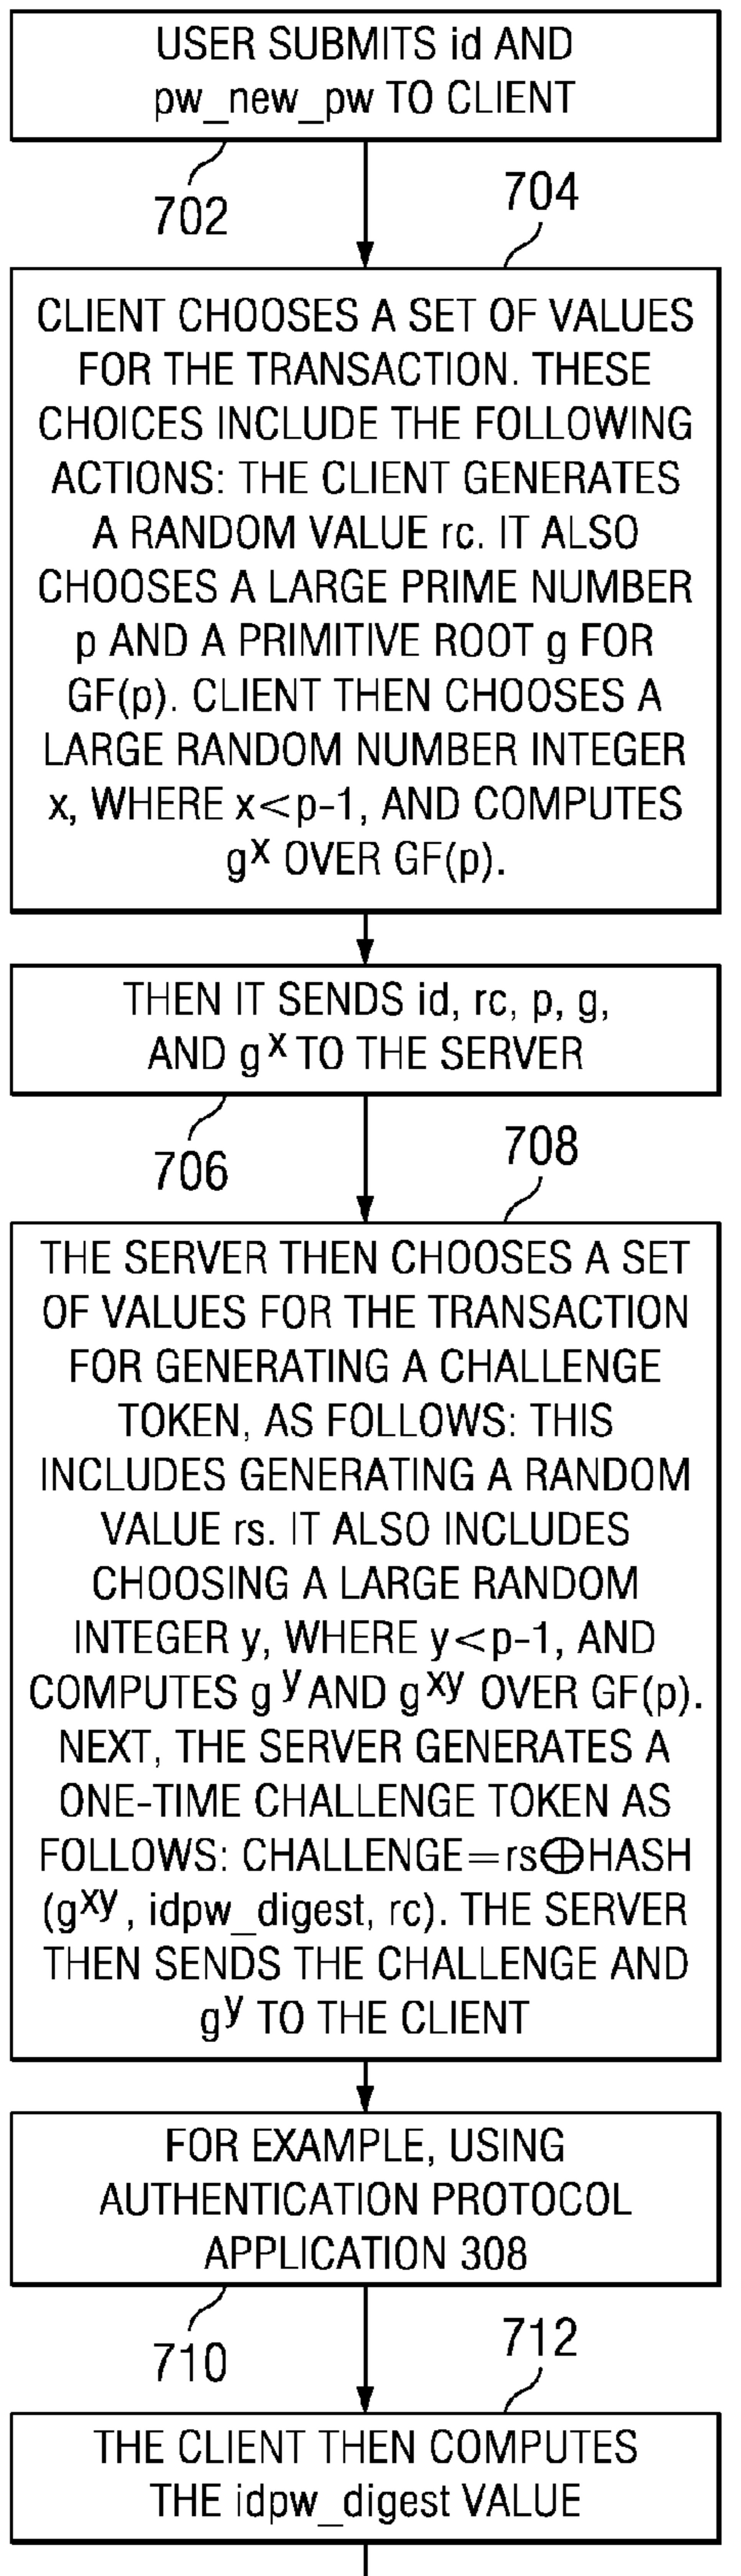 USER SUBMITS id AND
pw_new_pw TO CLIENT
702
704
CLIENT CHOOSES A SET OF VALUES
FOR THE TRANSACTION. THESE
CHOICES INCLUDE THE FOLLOWING
ACTIONS: THE CLIENT GENERATES
A RANDOM VALUE rc. IT ALSO
CHOOSES A LARGE PRIME NUMBER
p AND A PRIMITIVE ROOT g FOR
GF(p). CLIENT THEN CHOOSES A
LARGE RANDOM NUMBER INTEGER
x, WHERE x<p-1, AND COMPUTES
gˣ OVER GF(p).
THEN IT SENDS id, rc, p, g,
AND gˣ TO THE SERVER
706
708
THE SERVER THEN CHOOSES A SET
OF VALUES FOR THE TRANSACTION
FOR GENERATING A CHALLENGE
TOKEN, AS FOLLOWS: THIS
INCLUDES GENERATING A RANDOM
VALUE rs. IT ALSO INCLUDES
CHOOSING A LARGE RANDOM
INTEGER y, WHERE y<p-1, AND
COMPUTES gʸ AND gˣʸ OVER GF(p).
NEXT, THE SERVER GENERATES A
ONE-TIME CHALLENGE TOKEN AS
FOLLOWS: CHALLENGE=rs⊕HASH
(gˣʸ, idpw_digest, rc). THE SERVER
THEN SENDS THE CHALLENGE AND
gʸ TO THE CLIENT
FOR EXAMPLE, USING
AUTHENTICATION PROTOCOL
APPLICATION 308
710
712
THE CLIENT THEN COMPUTES
THE idpw_digest VALUE